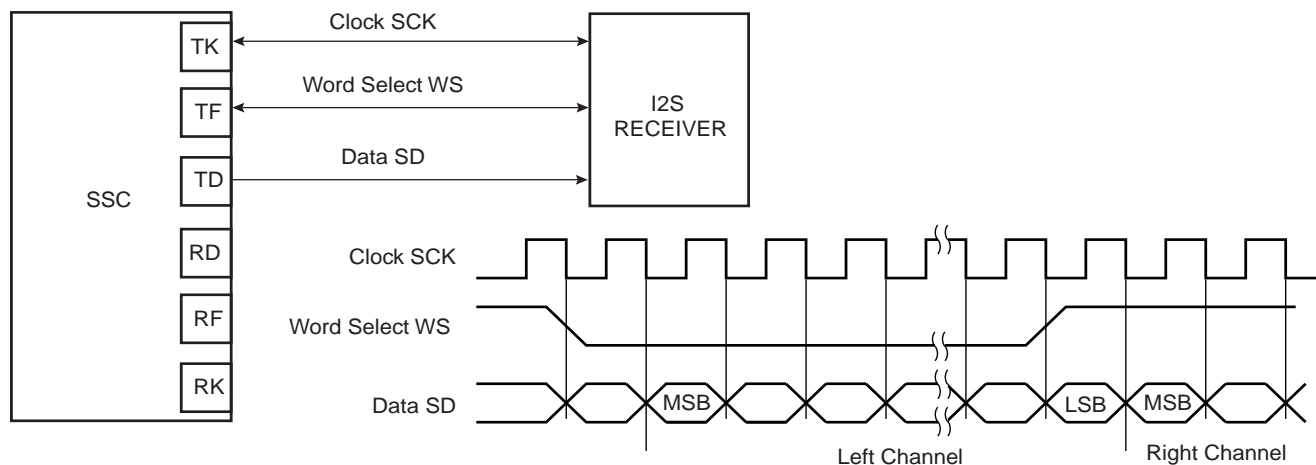 Clock SCK
TK
Word Select WS
TF
I2S
RECEIVER
Data SD
TD
SSC
RD
RF
RK
Clock SCK
Word Select WS
Data SD
MSB
LSB
MSB
Left Channel
Right Channel